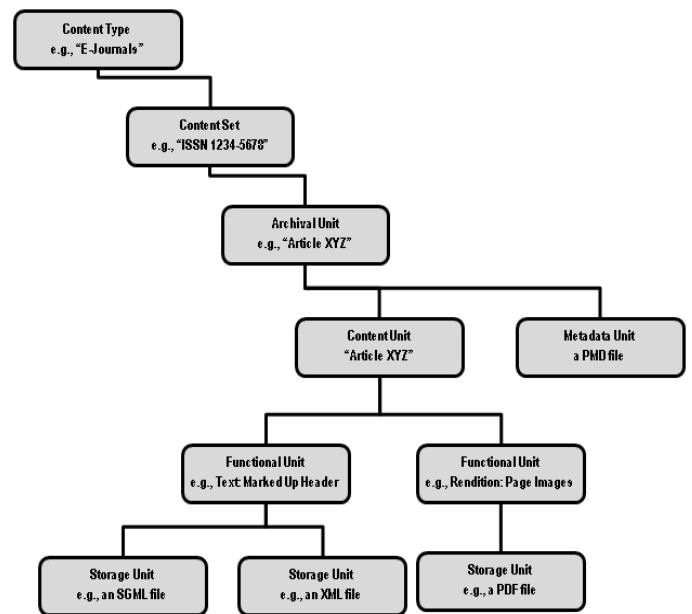 Content Type
e.g., “E-Journals”
Content Set
e.g., “ISSN 1234-5678”
Archival Unit
e.g., “Article XYZ”
Content Unit
“Article XYZ”
Metadata Unit
a PMD file
Functional Unit
e.g., Text: Marked Up Header
Functional Unit
e.g., Rendition: Page Images
Storage Unit
e.g., an SGML file
Storage Unit
e.g., an XML file
Storage Unit
e.g., a PDF file